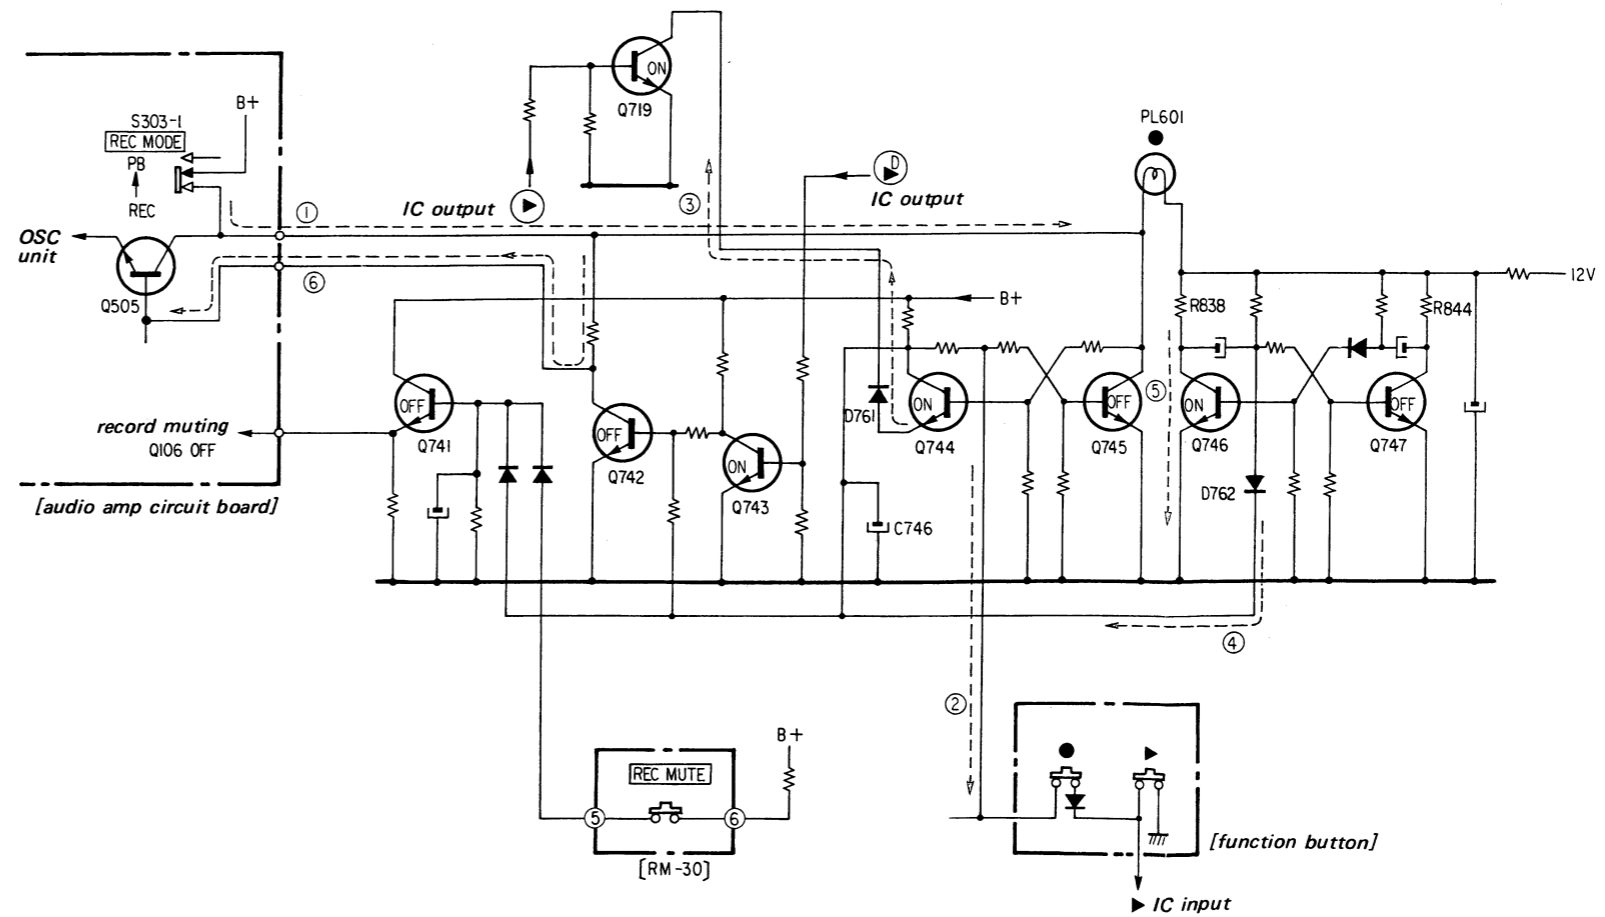 ON
Q719
B+
S303-1
REC MODE
PB
REC
PL601
D
IC output
IC output
①
③
OSC
unit
⑥
Q505
B+
12V
R838
R844
OFF
Q741
record muting
Q106 OFF
OFF
Q742
ON
Q743
D761
ON
Q744
OFF
Q745
⑤
ON
Q746
OFF
Q747
D762
C746
[audio amp circuit board]
④
②
B+
REC MUTE
5
6
[RM-30]
[function button]
IC input